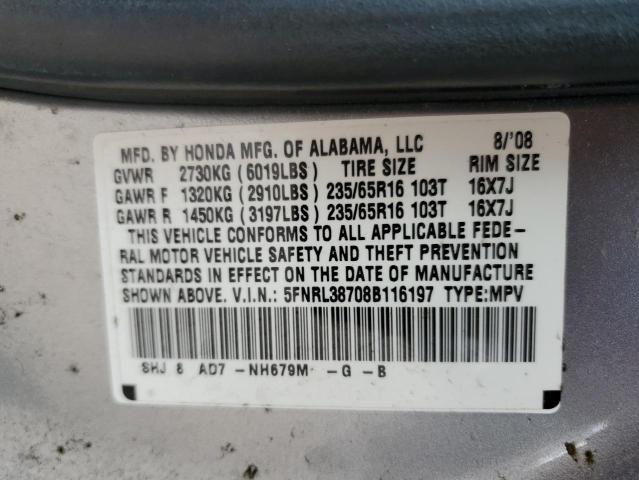 MFD. BY HONDA MFG. OF ALABAMA, LLC 8/'08
GVWR 2730KG (6019LBS) TIRE SIZE RIM SIZE
GAWR F 1320KG (2910LBS) 235/65R16 103T 16X7J
GAWR R 1450KG (3197LBS) 235/65R16 103T 16X7J
THIS VEHICLE CONFORMS TO ALL APPLICABLE FEDE-
RAL MOTOR VEHICLE SAFETY AND THEFT PREVENTION
STANDARDS IN EFFECT ON THE DATE OF MANUFACTURE
SHOWN ABOVE. V.I.N.: 5FNRL38708B116197 TYPE:MPV
SHJ 8 AD7 -NH679M -G -B